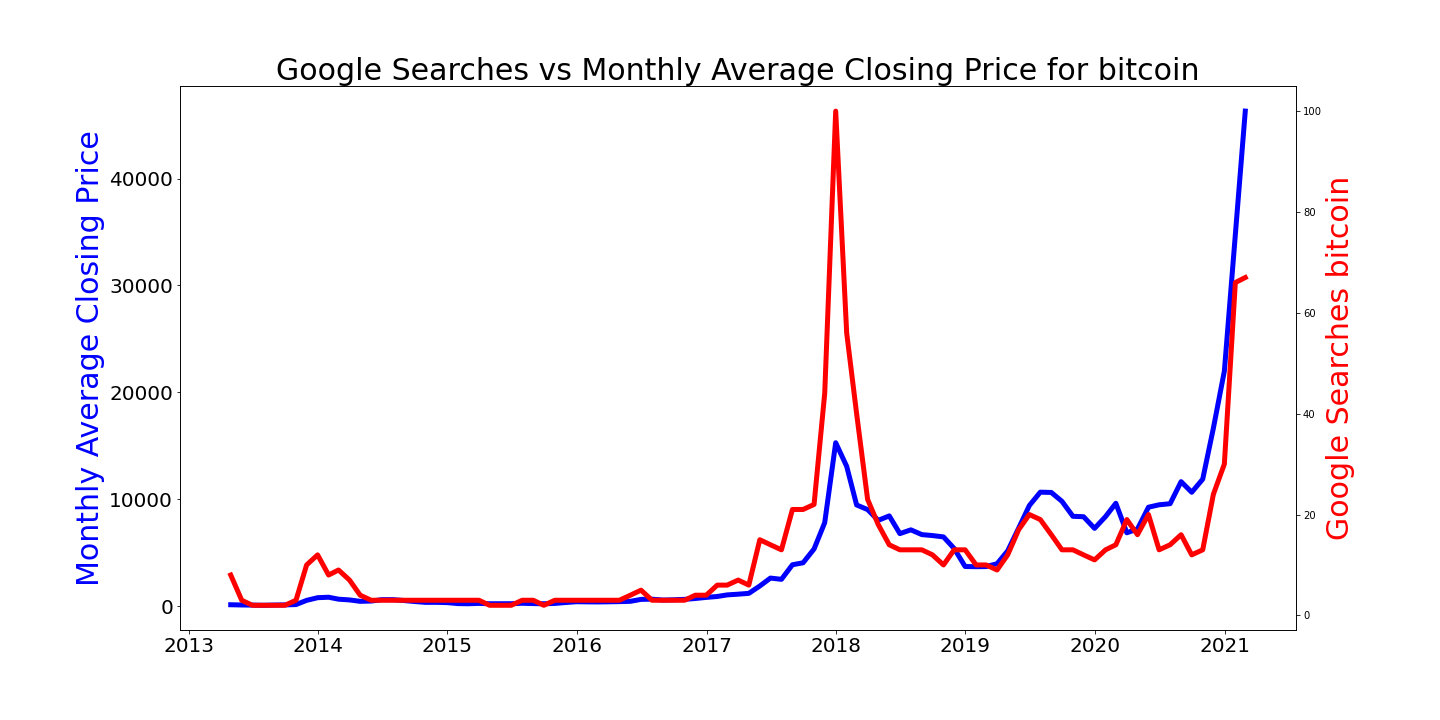 Google Searches vs Monthly Average Closing Price for bitcoin
Monthly Average Closing Price
40000
30000
20000
10000
0
100
80
60
40
20
0
Google Searches bitcoin
2013 2014 2015 2016 2017 2018 2019 2020 2021